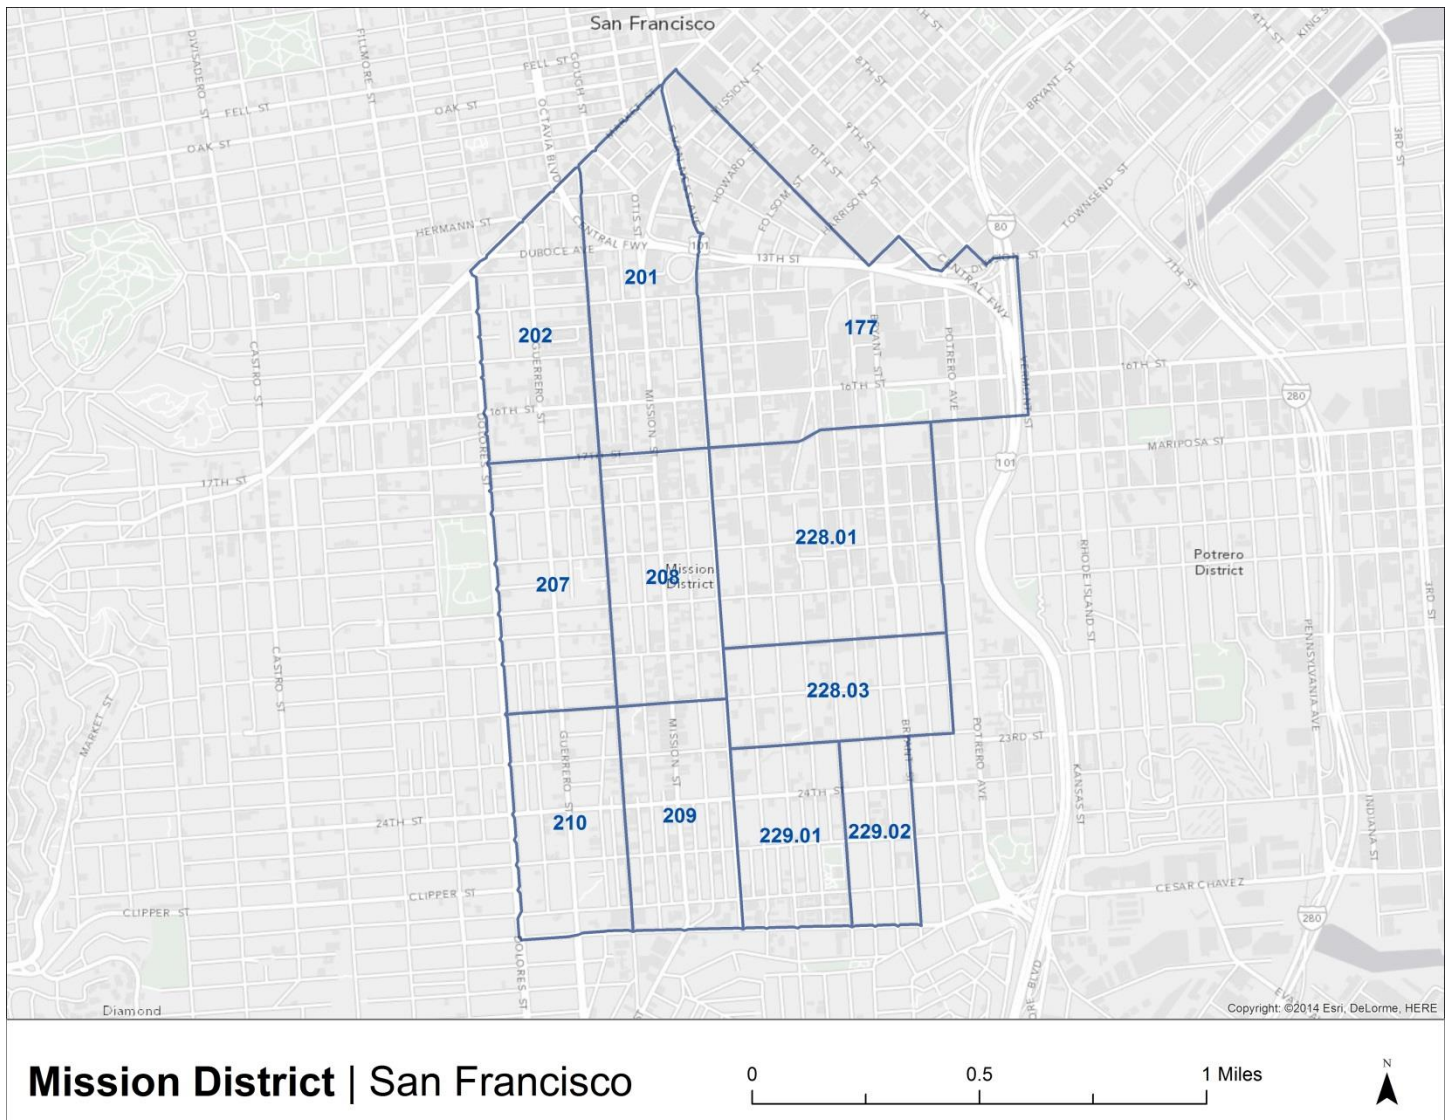 San Francisco
4TH ST
KING S
DIVISADERO ST
FILLMORE ST
FELL ST
GOUGH ST
8TH ST
MISSION ST
BRYANT ST
OCTAVIA BLVD
MARKET S
FELL ST
OAK ST
OAK ST
9TH ST
3RD ST
10TH ST
S VAN NESS AVE
HOWARD S
FOLSOM ST
HARRISON ST
TOWNSEND ST
OTIS ST
HERMANN ST
CENTRAL FWY
80
DUBOCE AVE
101
13TH ST
DIVISION ST
7TH ST
201
CENTRAL FWY
177
202
BRYANT ST
POTRERO AVE
VERMONT ST
CASTRO ST
GUERRERO ST
16TH ST
16TH ST
280
MISSION S
16TH ST
DOLORES ST
17TH ST
MARIPOSA ST
101
17TH ST
228.01
RHODE ISLAND ST
Potrero
District
Mission
District
208
207
3RD ST
PENNSYLVANIA AVE
CASTRO ST
228.03
MARKET ST
GUERRERO ST
MISSION ST
BRYANT ST
POTRERO AVE
23RD ST
KANSAS ST
24TH ST
INDIANA ST
24TH ST
210
209
229.01
229.02
CLIPPER ST
CESAR CHAVEZ
CLIPPER ST
280
DOLORES ST
ORE BLVD
Diamond
Copyright: ©2014 Esri, DeLorme, HERE
Mission District | San Francisco
0 0.5 1 Miles
N